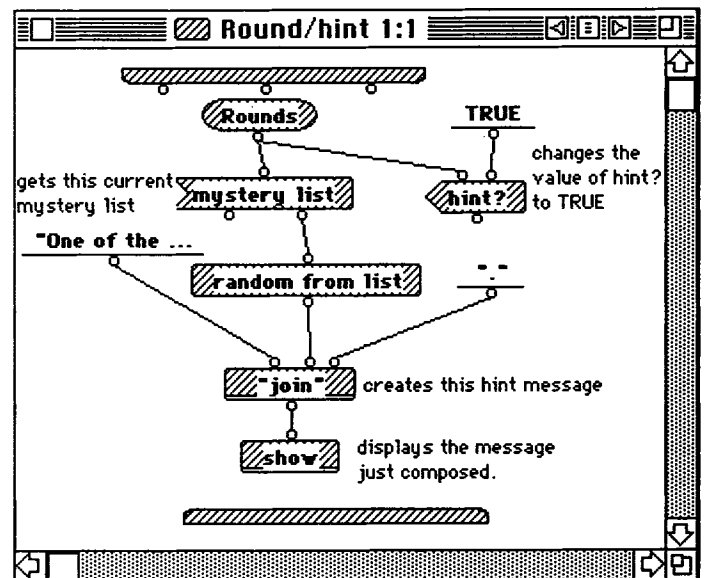 Round/hint 1:1
Rounds
TRUE
changes the
value of hint?
to TRUE
gets this current
mystery list
mystery list
hint?
"One of the ...
random from list
"."
"join"
creates this hint message
show
displays the message
just composed.